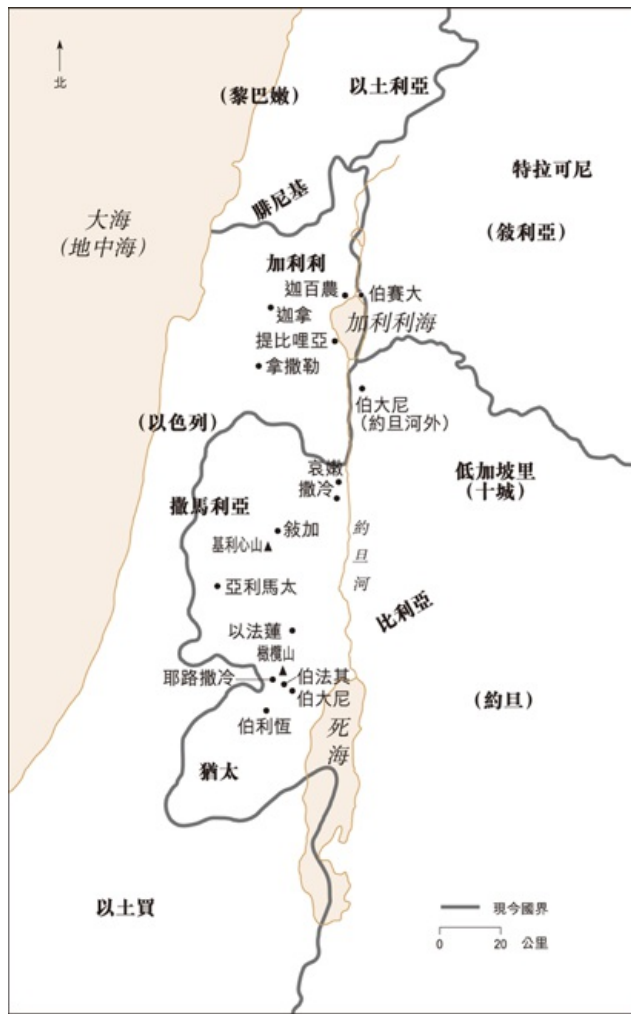 北
(黎巴嫩)
以土利亞
腓尼基
特拉可尼
(敍利亞)
大海
(地中海)
加利利
迦百農
伯賽大
迦拿
加利利海
提比哩亞
拿撒勒
伯大尼
(約旦河外)
(以色列)
哀嫩
撒冷
低加坡里
(十城)
撒馬利亞
敍加
基利心山
約旦河
亞利馬太
比利亞
以法蓮
橄欖山
耶路撒冷
伯法其
伯大尼
(約旦)
伯利恆
死海
猶太
以土買
現今國界
0 20 公里